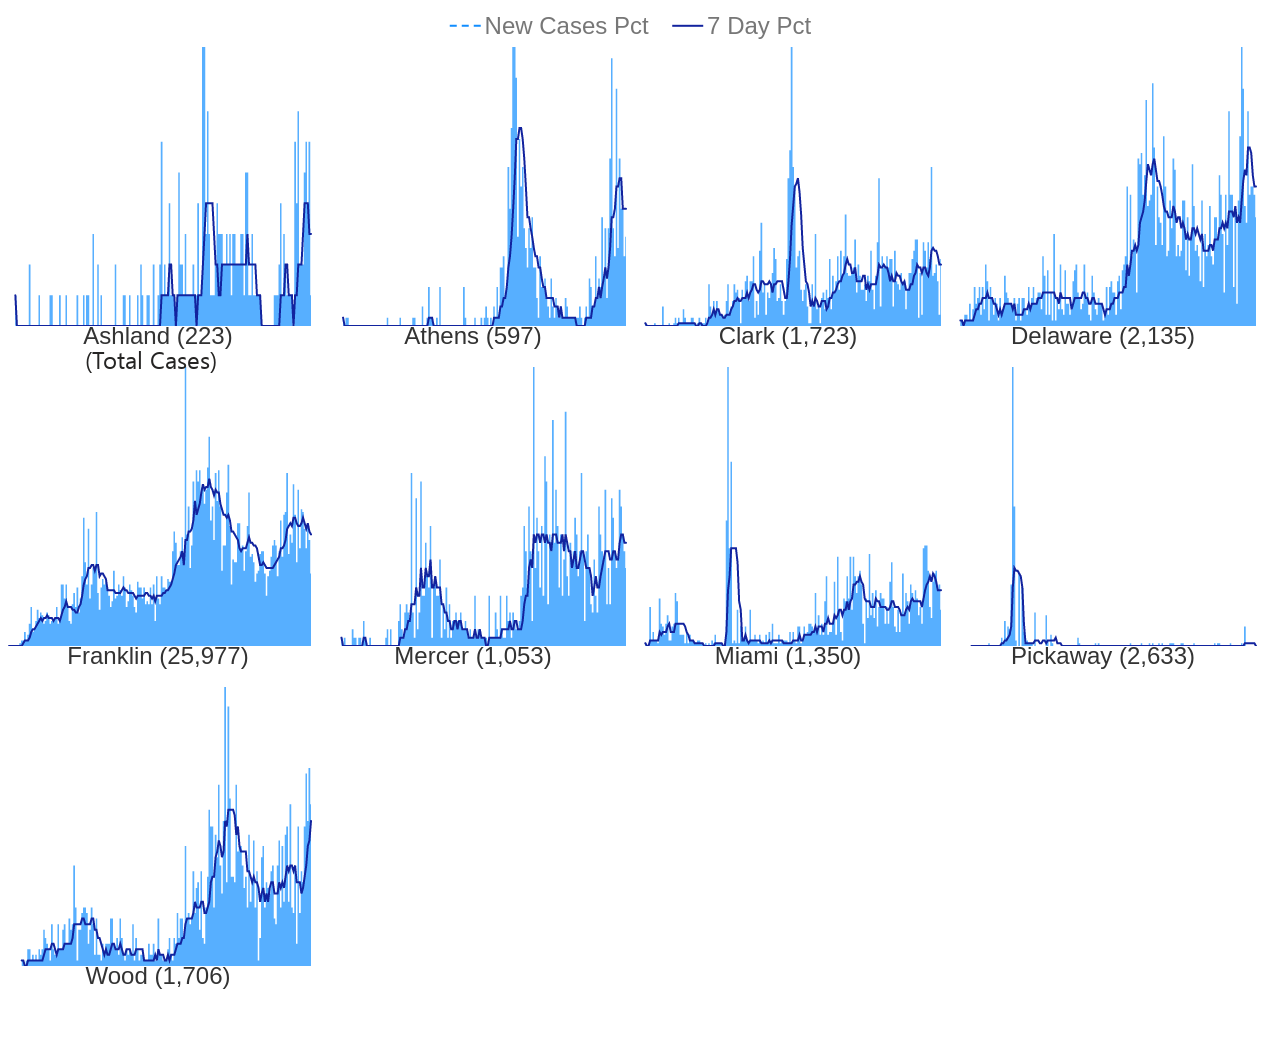 New Cases Pct 7 Day Pct
Ashland (223) Athens (597) Clark (1,723) Delaware (2,135)
(Total Cases)
Franklin (25,977) Mercer (1,053) Miami (1,350) Pickaway (2,633)
Wood (1,706)